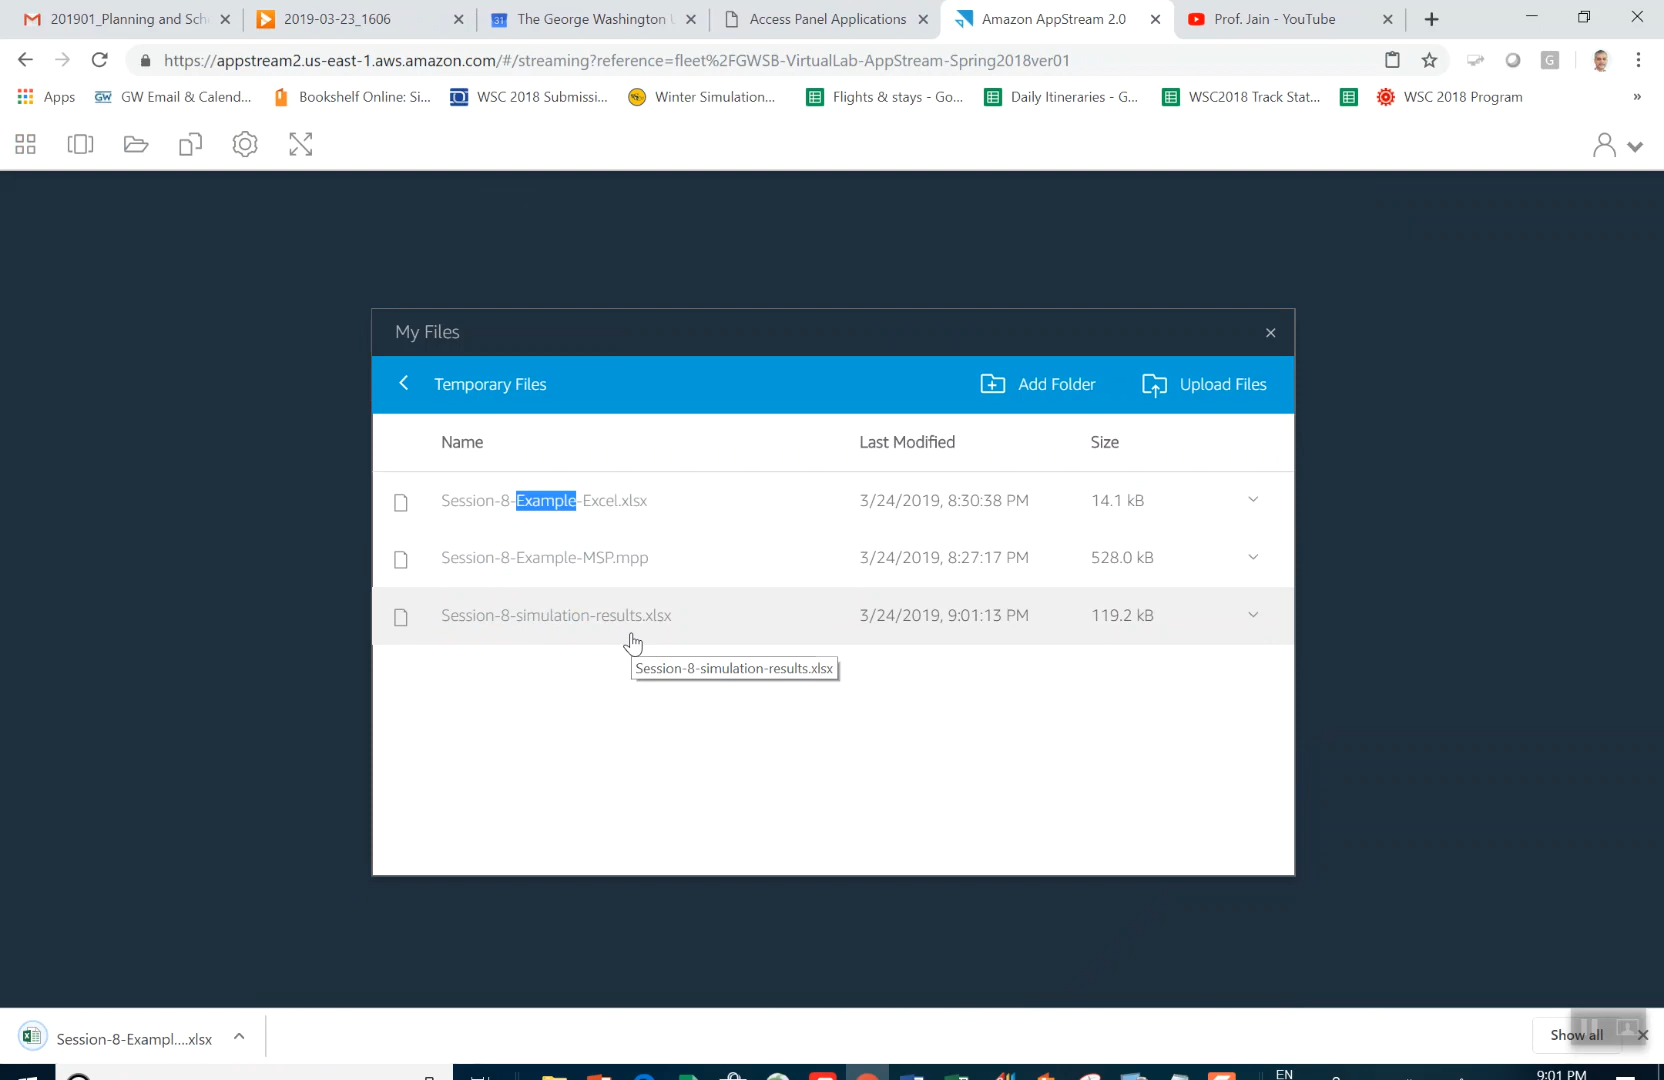 201901_Planning and Sch
2019-03-23_1606
31 The George Washington U
Access Panel Applications
Amazon AppStream 2.0
Prof. Jain - YouTube
https://appstream2.us-east-1.aws.amazon.com/#/streaming?reference=fleet%2FGWSB-VirtualLab-AppStream-Spring2018ver01
G
Apps
GW GW Email & Calend...
Bookshelf Online: Si...
WSC 2018 Submissi...
Winter Simulation...
Flights & stays - Go...
Daily Itineraries - G...
WSC2018 Track Stat...
WSC 2018 Program
»
My Files
Temporary Files
Add Folder
Upload Files
Name Last Modified Size
Session-8-Example-Excel.xlsx 3/24/2019, 8:30:38 PM 14.1 kB
Session-8-Example-MSP.mpp 3/24/2019, 8:27:17 PM 528.0 kB
Session-8-simulation-results.xlsx 3/24/2019, 9:01:13 PM 119.2 kB
Session-8-simulation-results.xlsx
Session-8-Exampl....xlsx
Show all
EN
9:01 PM